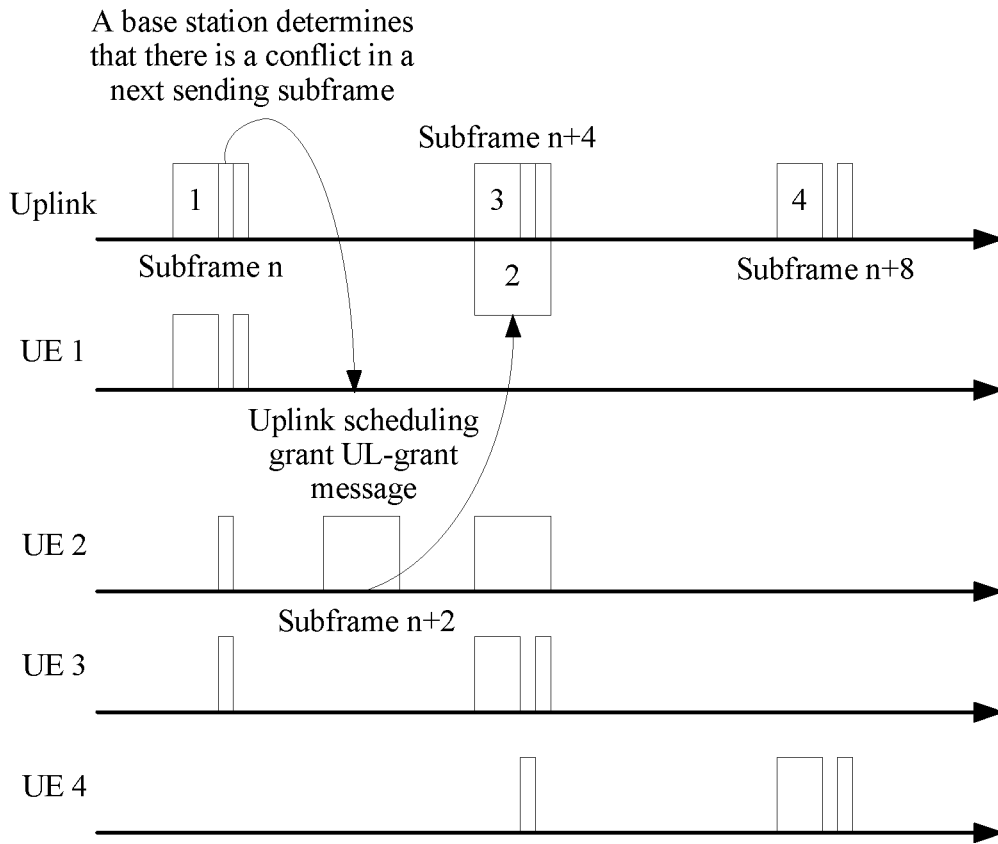 A base station determines
that there is a conflict in a
next sending subframe
Subframe n+4
Uplink
1
3
4
Subframe n
2
Subframe n+8
UE 1
Uplink scheduling
grant UL-grant
message
UE 2
Subframe n+2
UE 3
UE 4